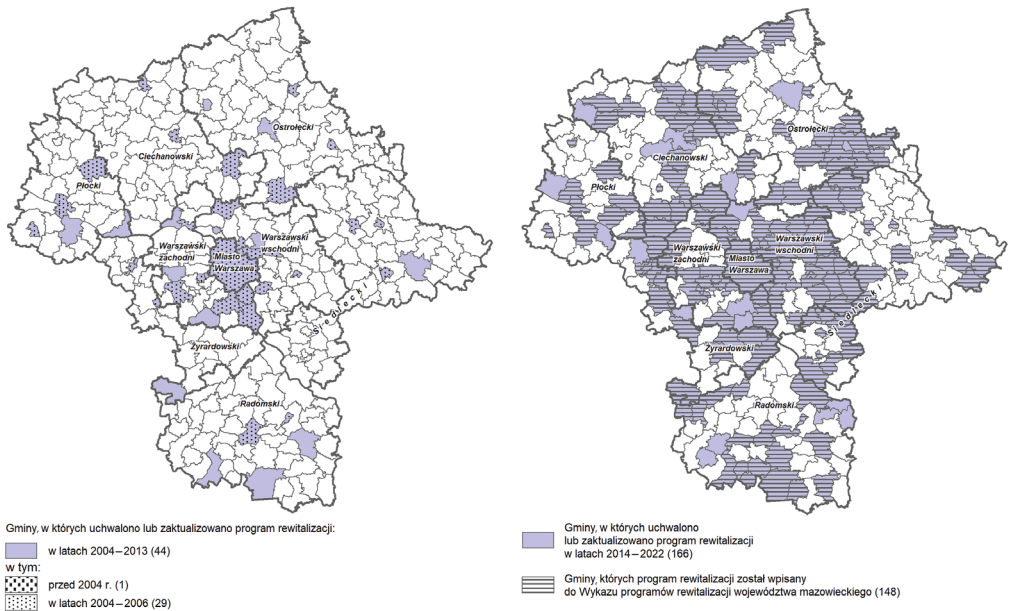 Ostrołęcki
Ciechanowski
Płocki
Warszawski
zachodni
Miasto
Warszawa
Warszawski
wschodni
Siedlecki
Żyrardowski
Radomski
Gminy, w których uchwalono lub zaktualizowano program rewitalizacji:
w latach 2004–2013 (44)
w tym:
przed 2004 r. (1)
w latach 2004–2006 (29)
Ostrołęcki
Ciechanowski
Płocki
Warszawski
zachodni
Miasto
Warszawa
Warszawski
wschodni
Siedlecki
Żyrardowski
Radomski
Gminy, w których uchwalono
lub zaktualizowano program rewitalizacji
w latach 2014–2022 (166)
Gminy, których program rewitalizacji został wpisany
do Wykazu programów rewitalizacji województwa mazowieckiego (148)